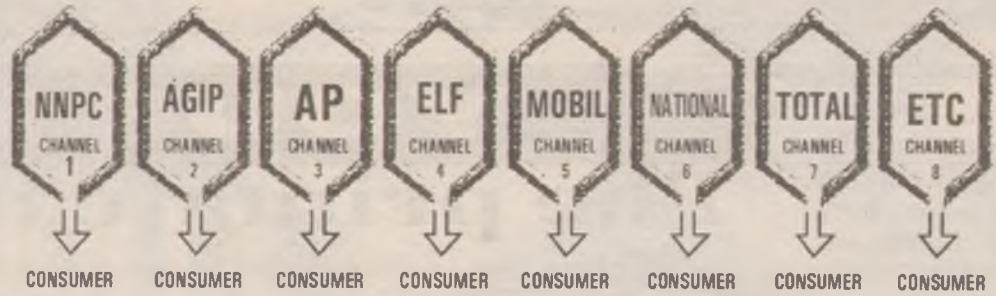 NNPC AGIP AP ELF MOBIL NATIONAL TOTAL ETC
CHANNEL CHANNEL CHANNEL CHANNEL CHANNEL CHANNEL CHANNEL CHANNEL
1 2 3 4 5 6 7 8
CONSUMER CONSUMER CONSUMER CONSUMER CONSUMER CONSUMER CONSUMER CONSUMER